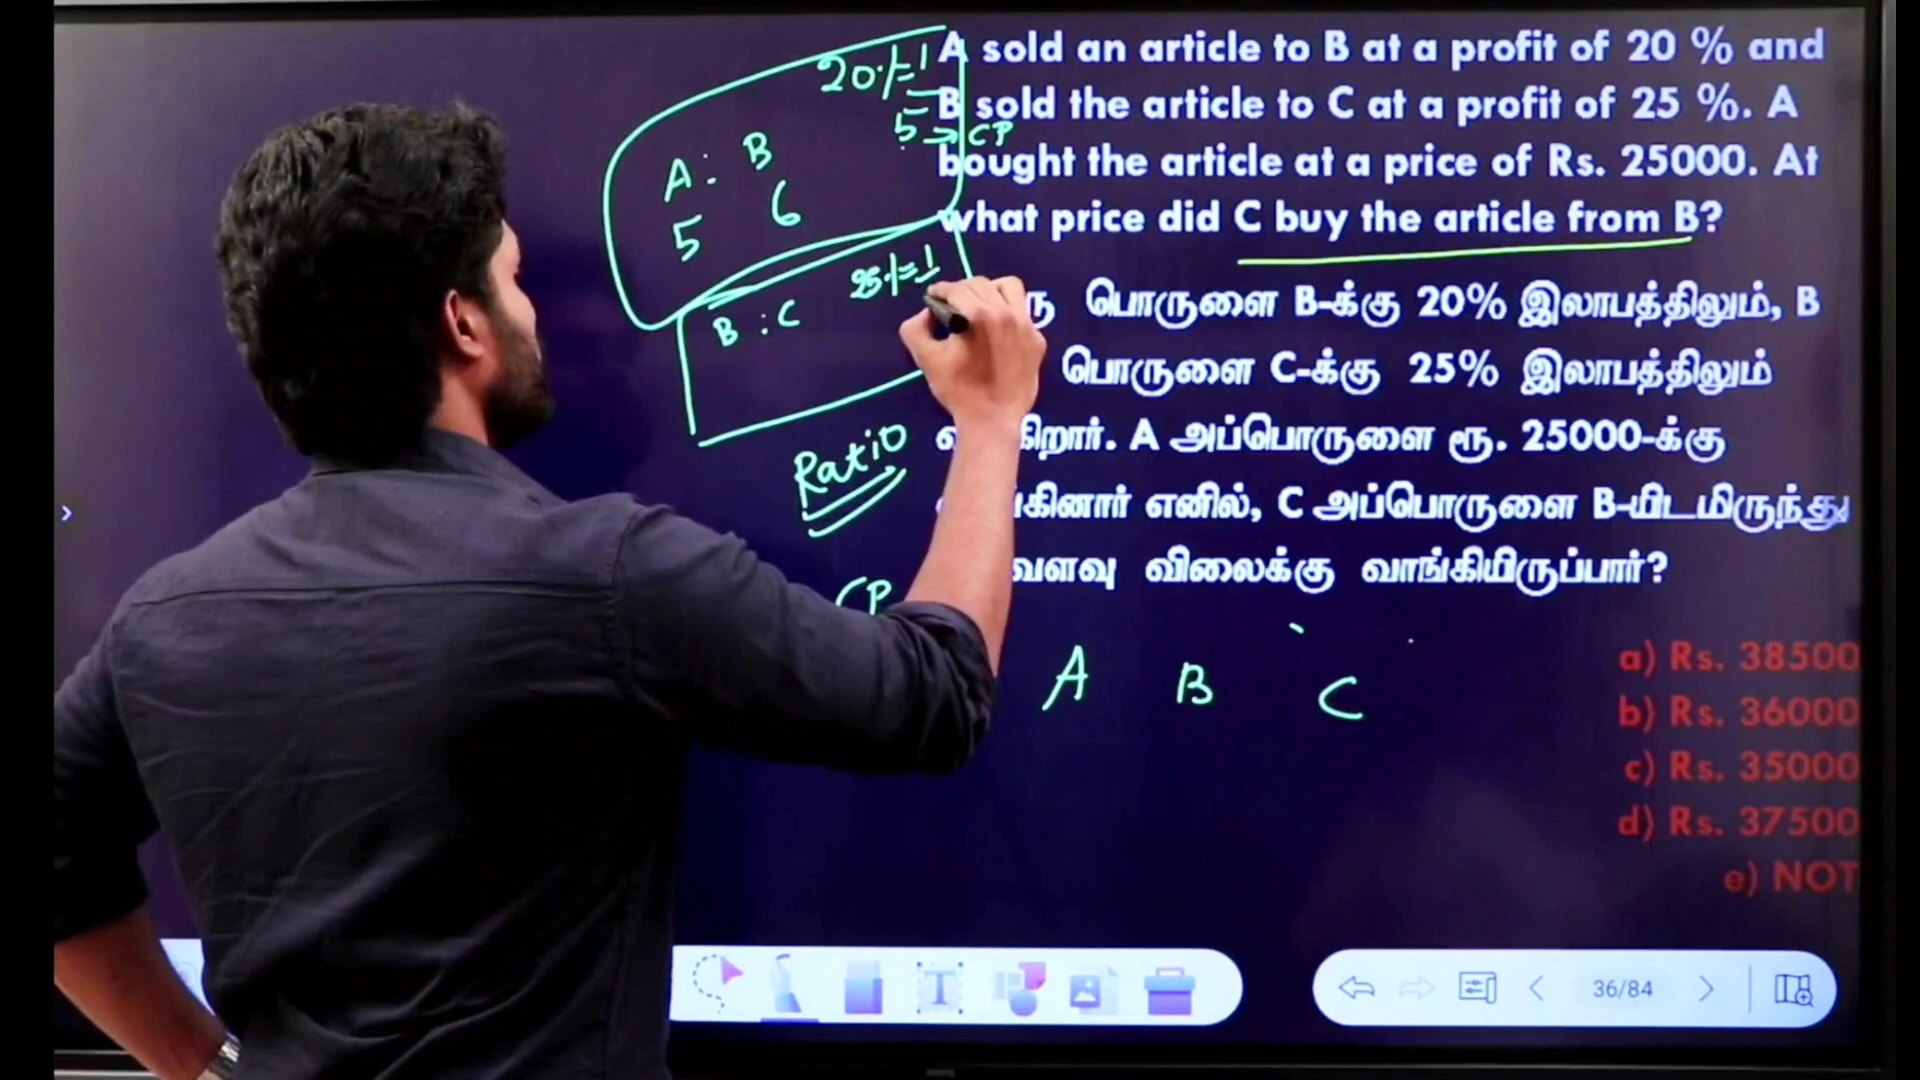 A sold an article to B at a profit of 20 % and
B sold the article to C at a profit of 25 %. A
bought the article at a price of Rs. 25000. At
what price did C buy the article from B?
பொருளை B-க்கு 20% இலாபத்திலும், B
பொருளை C-க்கு 25% இலாபத்திலும்
A அப்பொருளை ரூ. 25000-க்கு
எனில், C அப்பொருளை B-யிடமிருந்து
விலைக்கு வாங்கியிருப்பார்?
a) Rs. 38500
b) Rs. 36000
c) Rs. 35000
d) Rs. 37500
e) NOT
20% = 1
5 → CP
A : B
5 6
25% = 1
B : C
Ratio
CP
A B C
36/84